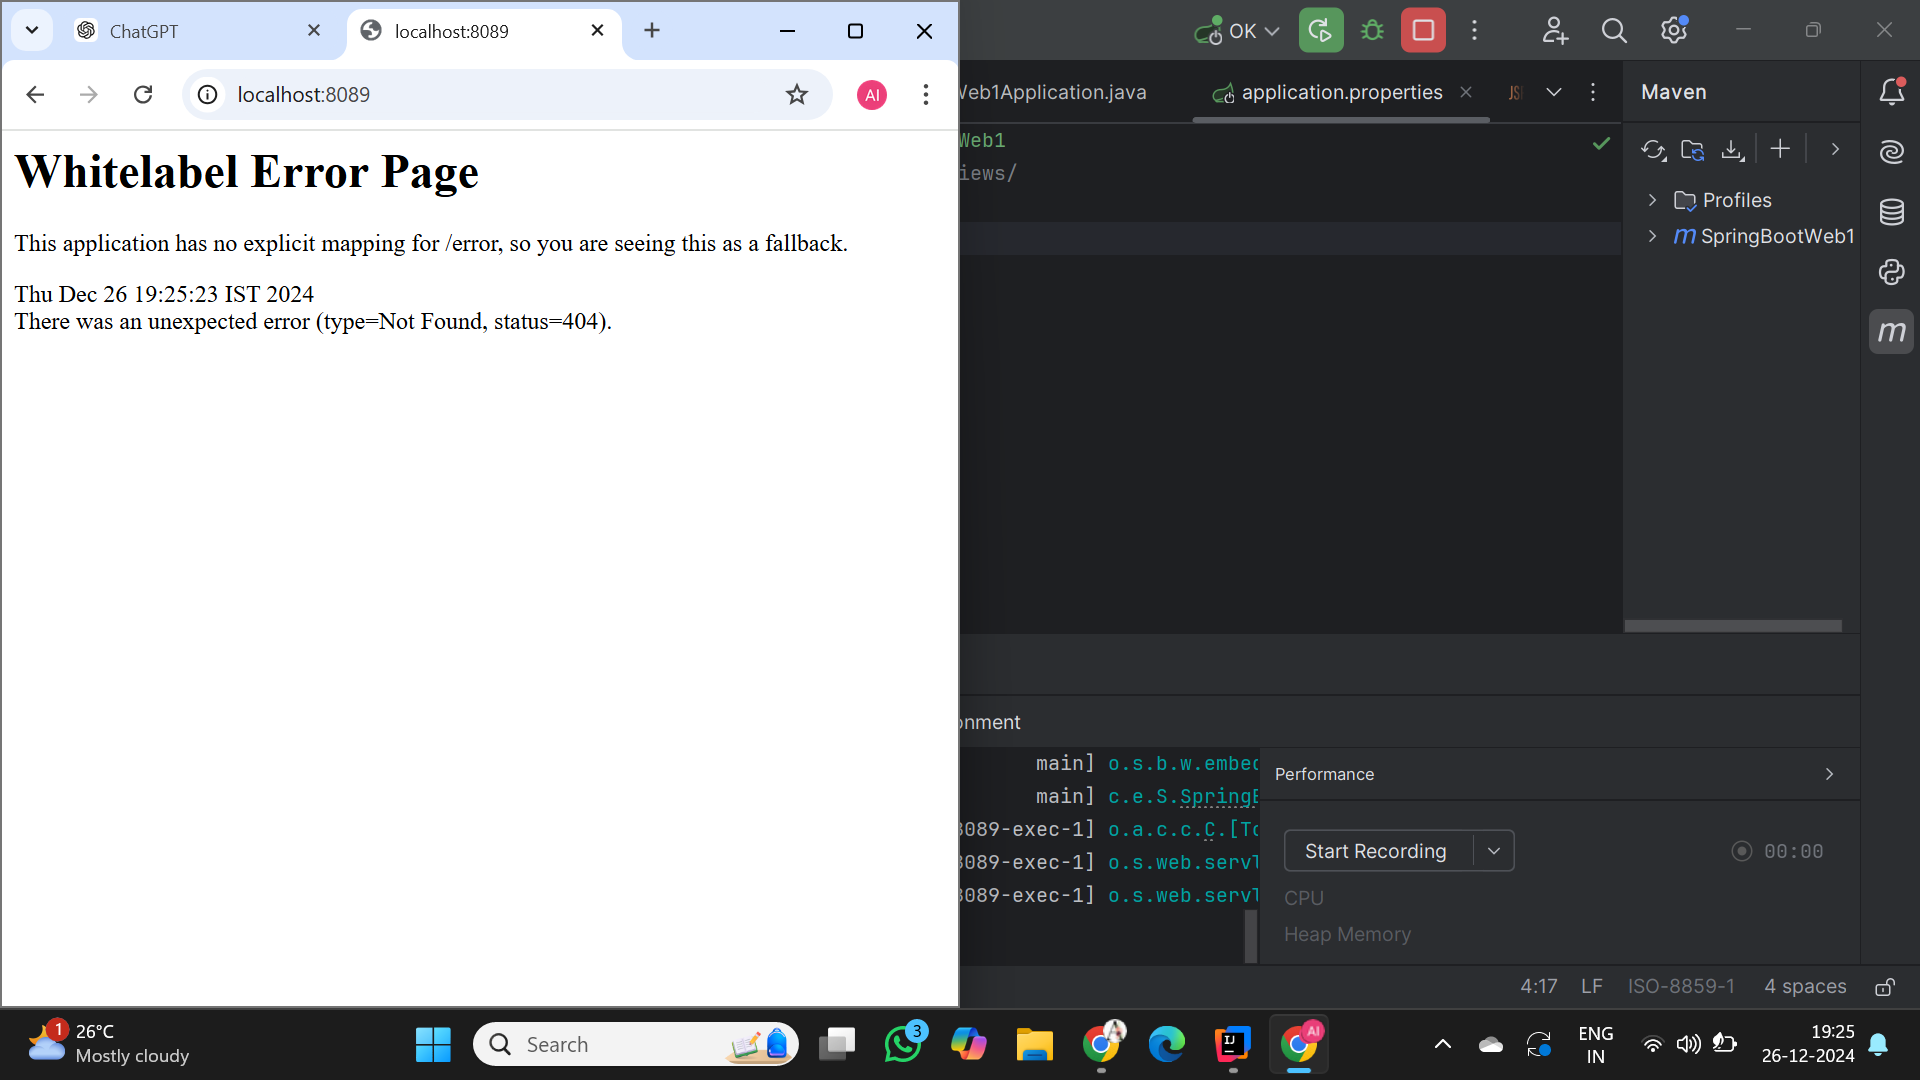 ChatGPT
localhost:8089
localhost:8089
AI
Whitelabel Error Page
This application has no explicit mapping for /error, so you are seeing this as a fallback.
Thu Dec 26 19:25:23 IST 2024
There was an unexpected error (type=Not Found, status=404).
OK
Web1Application.java
application.properties
JS
Maven
Web1
iews/
Profiles
m SpringBootWeb1
m
onment
main] o.s.b.w.embed
main] c.e.S.SpringB
8089-exec-1] o.a.c.c.C.[To
8089-exec-1] o.s.web.servl
8089-exec-1] o.s.web.servl
Performance
Start Recording
00:00
CPU
Heap Memory
4:17 LF ISO-8859-1 4 spaces
1
26°C
Mostly cloudy
Search
3
IJ
AI
ENG
IN
19:25
26-12-2024